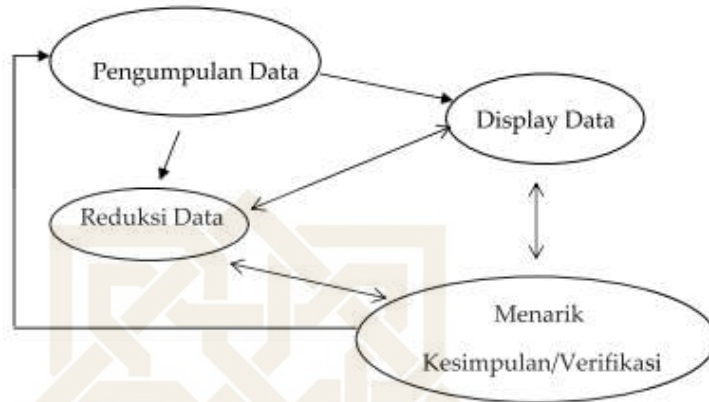 Pengumpulan Data
Display Data
Reduksi Data
Menarik
Kesimpulan/Verifikasi